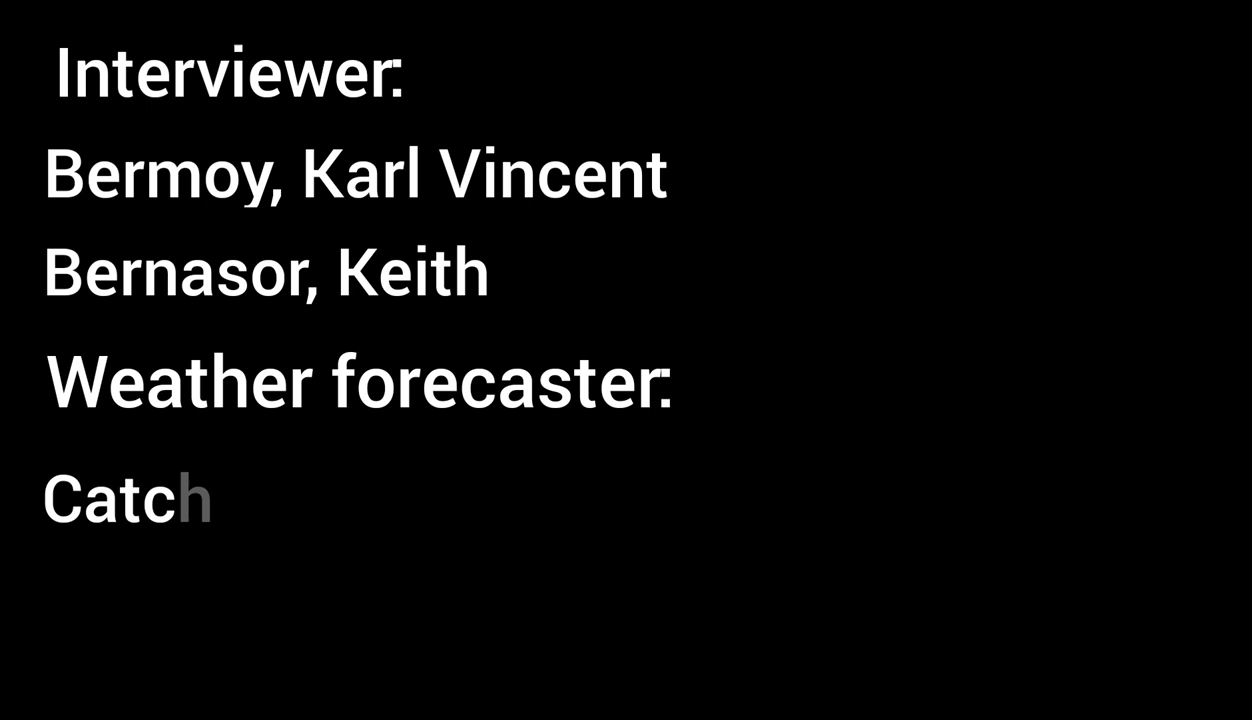 Interviewer:
Bermoy, Karl Vincent
Bernasor, Keith
Weather forecaster:
Catch